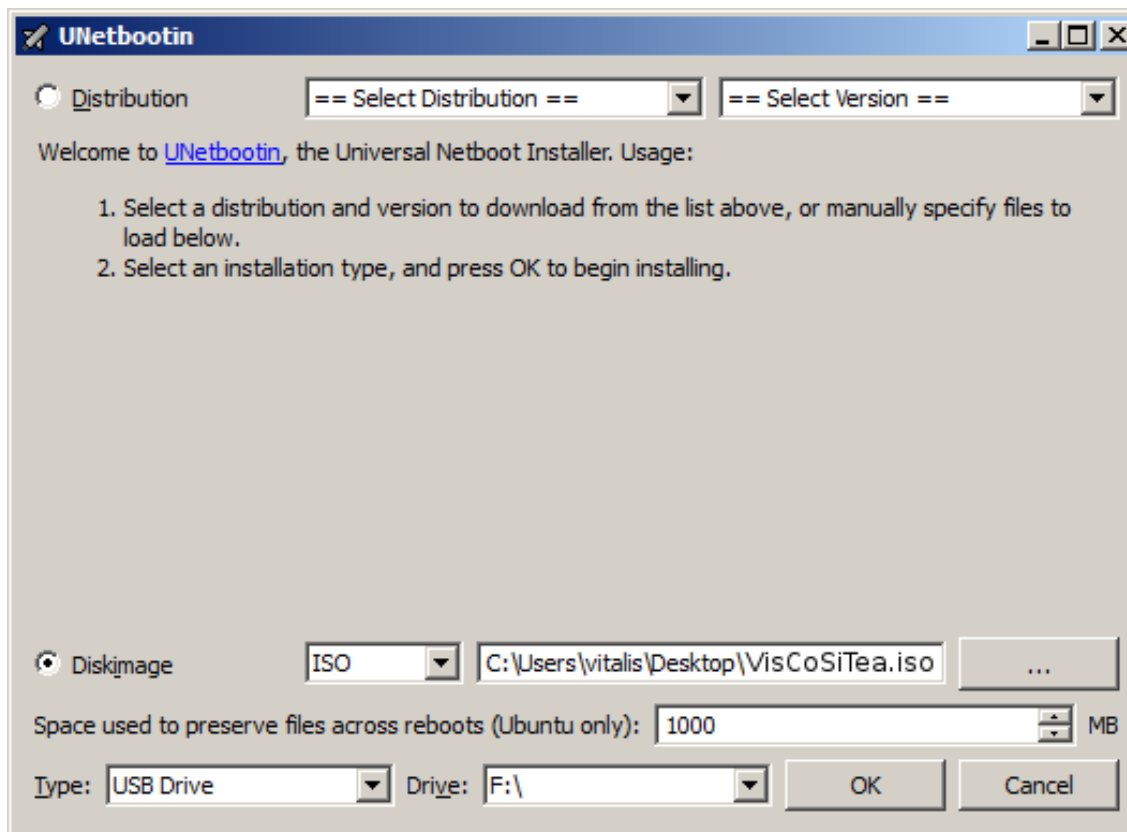 UNetbootin
Distribution == Select Distribution == == Select Version ==
Welcome to UNetbootin, the Universal Netboot Installer. Usage:
1. Select a distribution and version to download from the list above, or manually specify files to
load below.
2. Select an installation type, and press OK to begin installing.
Diskimage ISO C:\Users\vitalis\Desktop\VisCoSiTea.iso ...
Space used to preserve files across reboots (Ubuntu only): 1000 MB
Type: USB Drive Drive: F:\ OK Cancel